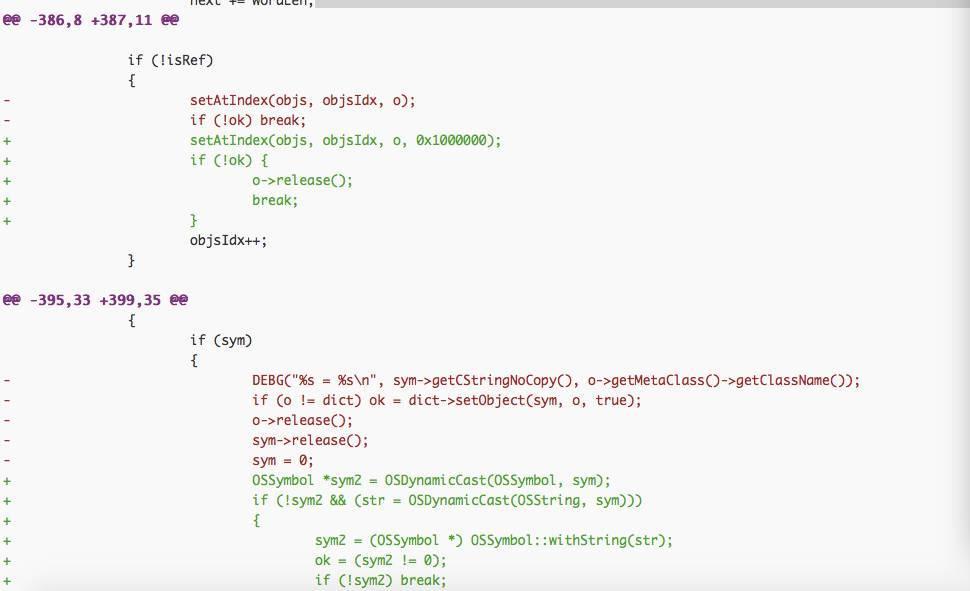 next += wordLen;
@@ -386,8 +387,11 @@
if (!isRef)
{
- setAtIndex(objs, objsIdx, o);
- if (!ok) break;
+ setAtIndex(objs, objsIdx, o, 0x1000000);
+ if (!ok) {
+ o->release();
+ break;
+ }
objsIdx++;
}
@@ -395,33 +399,35 @@
{
if (sym)
{
- DEBG("%s = %s\n", sym->getCStringNoCopy(), o->getMetaClass()->getClassName());
- if (o != dict) ok = dict->setObject(sym, o, true);
- o->release();
- sym->release();
- sym = 0;
+ OSSymbol *sym2 = OSDynamicCast(OSSymbol, sym);
+ if (!sym2 && (str = OSDynamicCast(OSString, sym)))
+ {
+ sym2 = (OSSymbol *) OSSymbol::withString(str);
+ ok = (sym2 != 0);
+ if (!sym2) break;